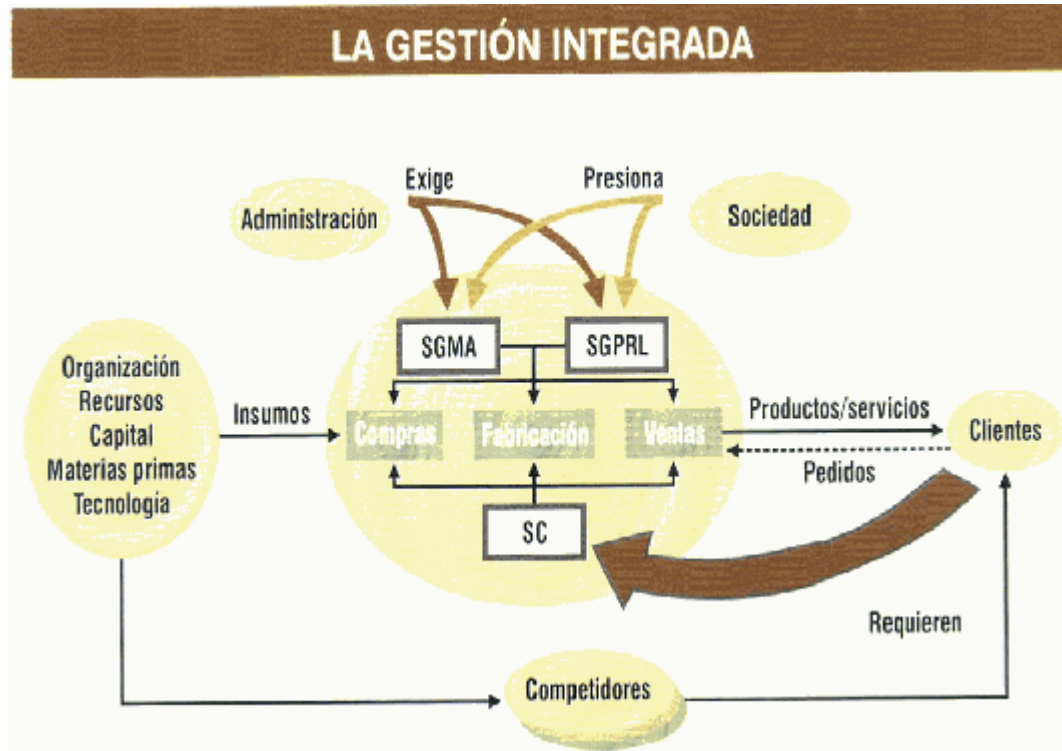 LA GESTIÓN INTEGRADA
Exige
Presiona
Administración
Sociedad
SGMA
SGPRL
Organización
Recursos
Capital
Materias primas
Tecnología
Insumos
Compras
Fabricación
Ventas
Productos/servicios
Pedidos
Clientes
SC
Requieren
Competidores